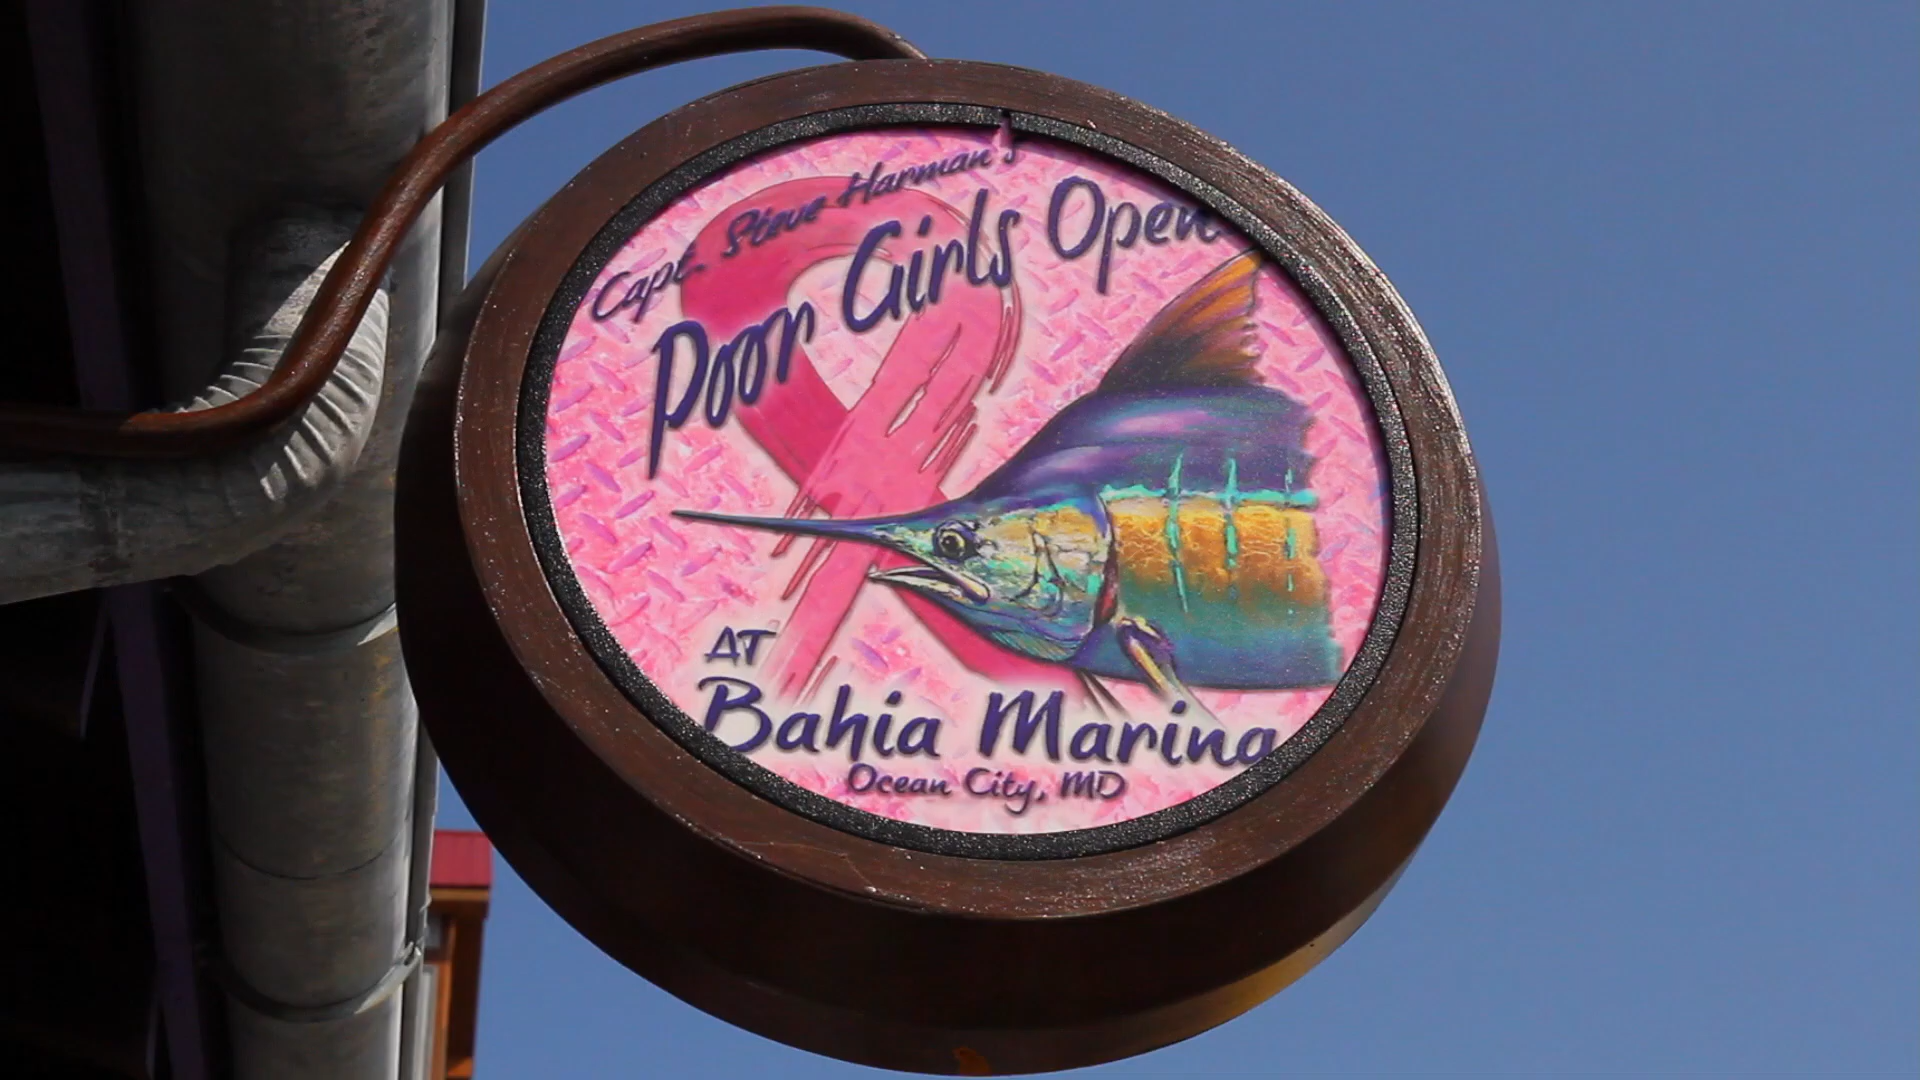 Capt. Steve Harman's
Poor Girls Open
AT
Bahia Marina
Ocean City, MD